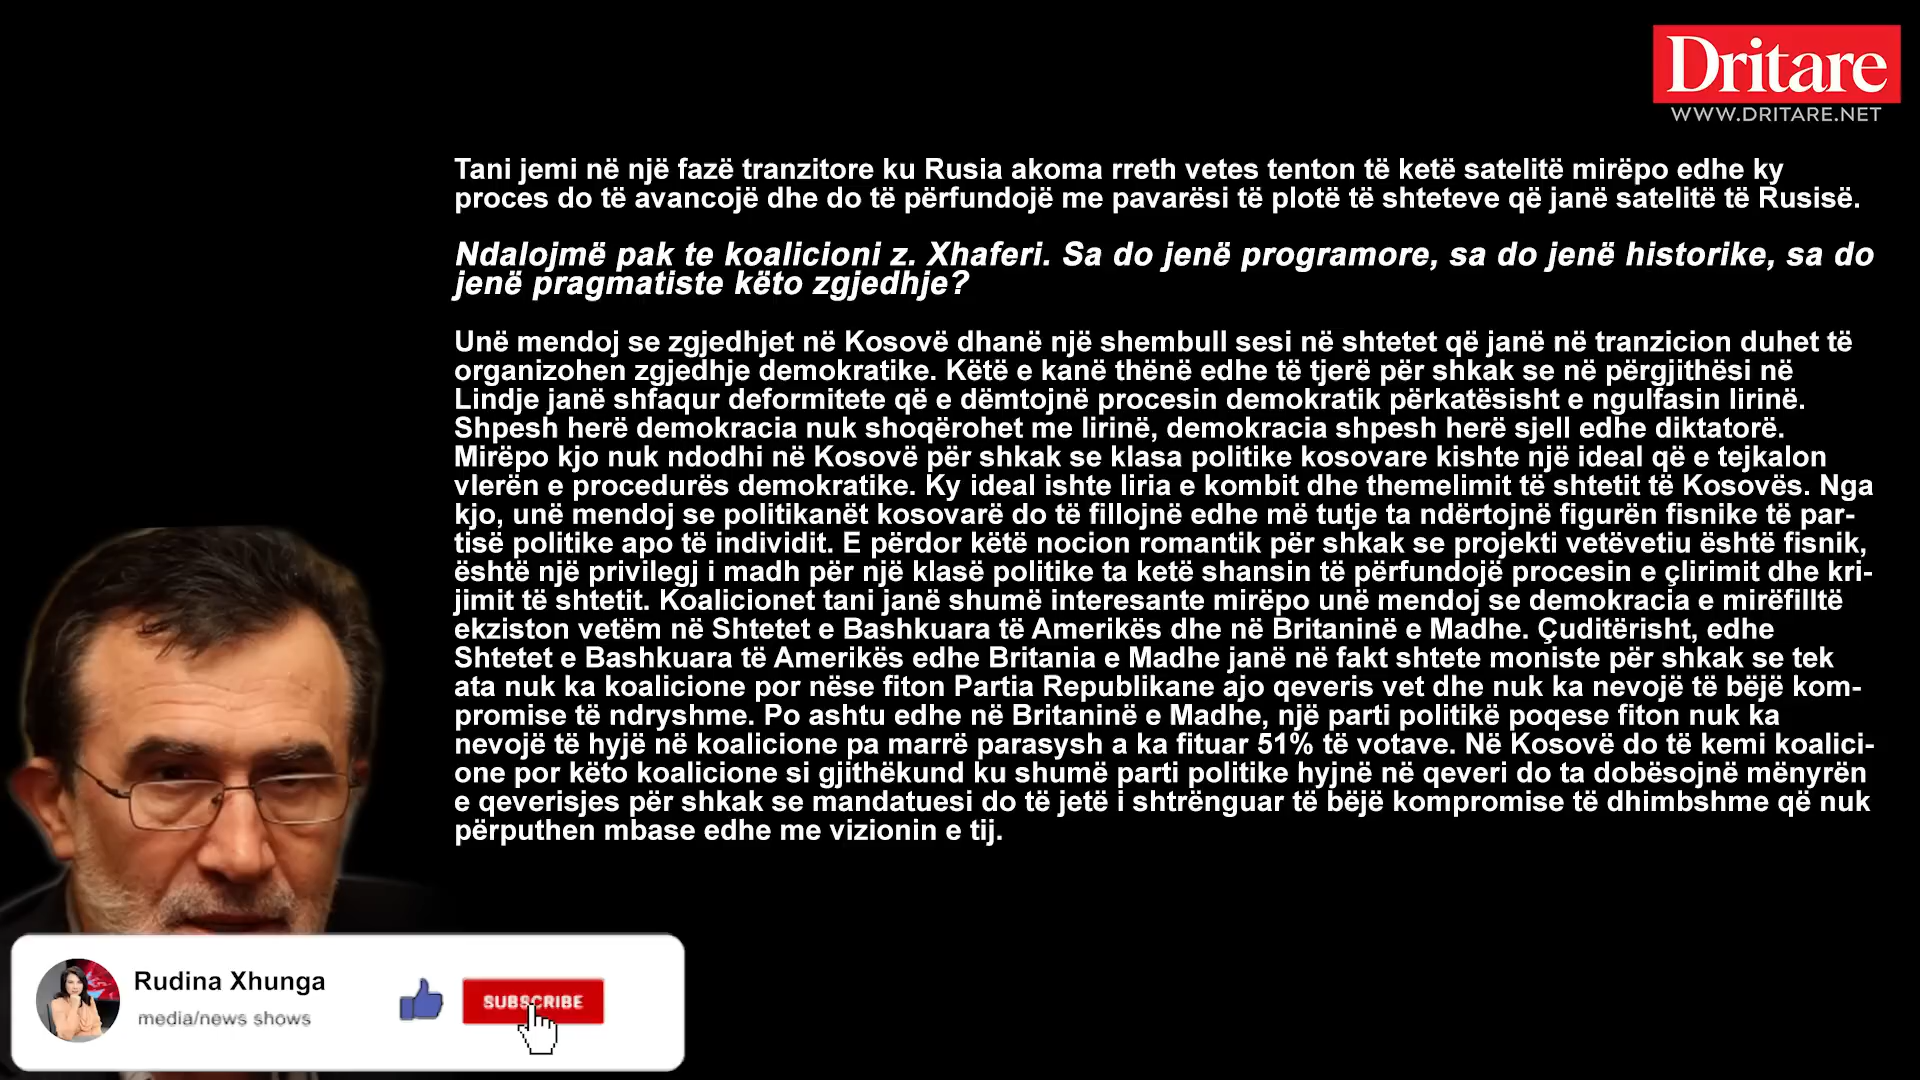 Dritare
WWW.DRITARE.NET
Tani jemi në një fazë tranzitore ku Rusia akoma rreth vetes tenton të ketë satelitë mirëpo edhe ky
proces do të avancojë dhe do të përfundojë me pavarësi të plotë të shteteve që janë satelitë të Rusisë.
Ndalojmë pak te koalicioni z. Xhaferi. Sa do jenë programore, sa do jenë historike, sa do
jenë pragmatiste këto zgjedhje?
Unë mendoj se zgjedhjet në Kosovë dhanë një shembull sesi në shtetet që janë në tranzicion duhet të
organizohen zgjedhje demokratike. Këtë e kanë thënë edhe të tjerë për shkak se në përgjithësi në
Lindje janë shfaqur deformitete që e dëmtojnë procesin demokratik përkatësisht e ngulfasin lirinë.
Shpesh herë demokracia nuk shoqërohet me lirinë, demokracia shpesh herë sjell edhe diktatorë.
Mirëpo kjo nuk ndodhi në Kosovë për shkak se klasa politike kosovare kishte një ideal që e tejkalon
vlerën e procedurës demokratike. Ky ideal ishte liria e kombit dhe themelimit të shtetit të Kosovës. Nga
kjo, unë mendoj se politikanët kosovarë do të fillojnë edhe më tutje ta ndërtojnë figurën fisnike të par-
tisë politike apo të individit. E përdor këtë nocion romantik për shkak se projekti vetëvetiu është fisnik,
është një privilegj i madh për një klasë politike ta ketë shansin të përfundojë procesin e çlirimit dhe kri-
jimit të shtetit. Koalicionet tani janë shumë interesante mirëpo unë mendoj se demokracia e mirëfilltë
ekziston vetëm në Shtetet e Bashkuara të Amerikës dhe në Britaninë e Madhe. Çuditërisht, edhe
Shtetet e Bashkuara të Amerikës edhe Britania e Madhe janë në fakt shtete moniste për shkak se tek
ata nuk ka koalicione por nëse fiton Partia Republikane ajo qeveris vet dhe nuk ka nevojë të bëjë kom-
promise të ndryshme. Po ashtu edhe në Britaninë e Madhe, një parti politikë poqese fiton nuk ka
nevojë të hyjë në koalicione pa marrë parasysh a ka fituar 51% të votave. Në Kosovë do të kemi koalici-
one por këto koalicione si gjithëkund ku shumë parti politike hyjnë në qeveri do ta dobësojnë mënyrën
e qeverisjes për shkak se mandatuesi do të jetë i shtrënguar të bëjë kompromise të dhimbshme që nuk
përputhen mbase edhe me vizionin e tij.
Rudina Xhunga
media/news shows
SUBSCRIBE